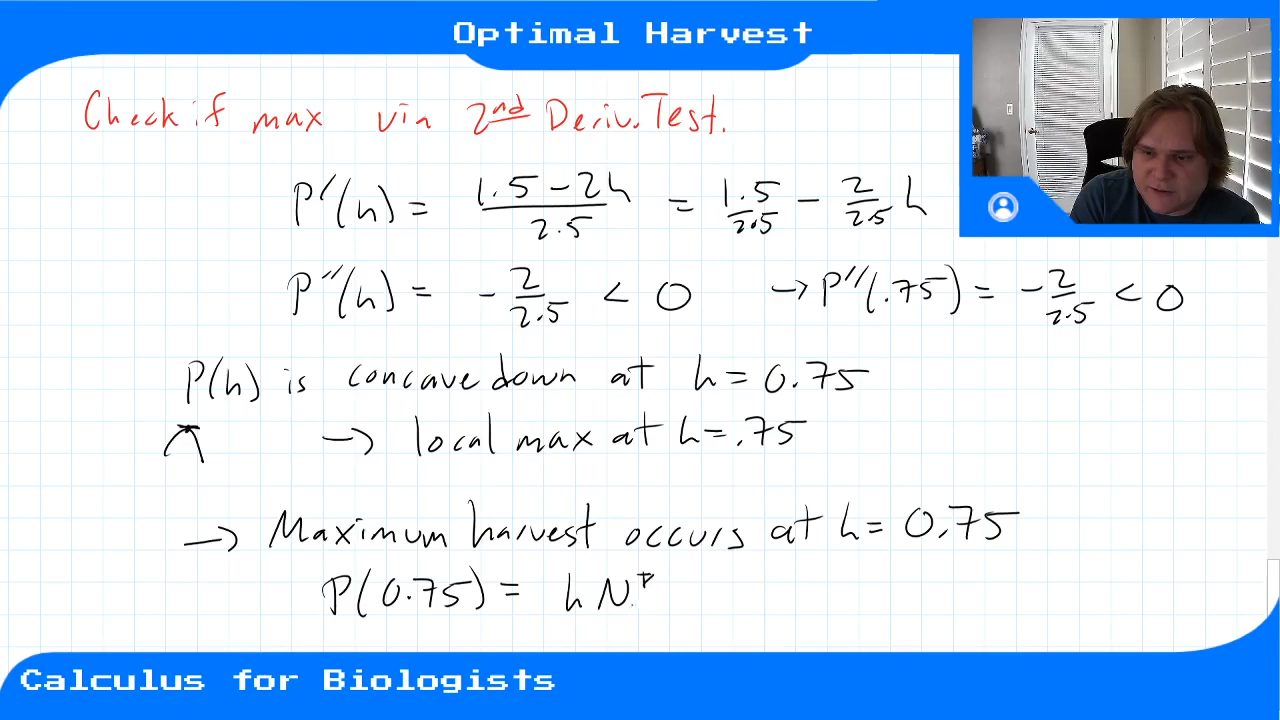 Optimal Harvest
Check if max via 2nd Deriv. Test.
P'(h) = 1.5 - 2h / 2.5 = 1.5/2.5 - 2/2.5 h
P''(h) = - 2/2.5 < 0 → P''(.75) = - 2/2.5 < 0
P(h) is concave down at h = 0.75
→ local max at h = .75
→ Maximum harvest occurs at h = 0.75
P(0.75) = h N*
Calculus for Biologists